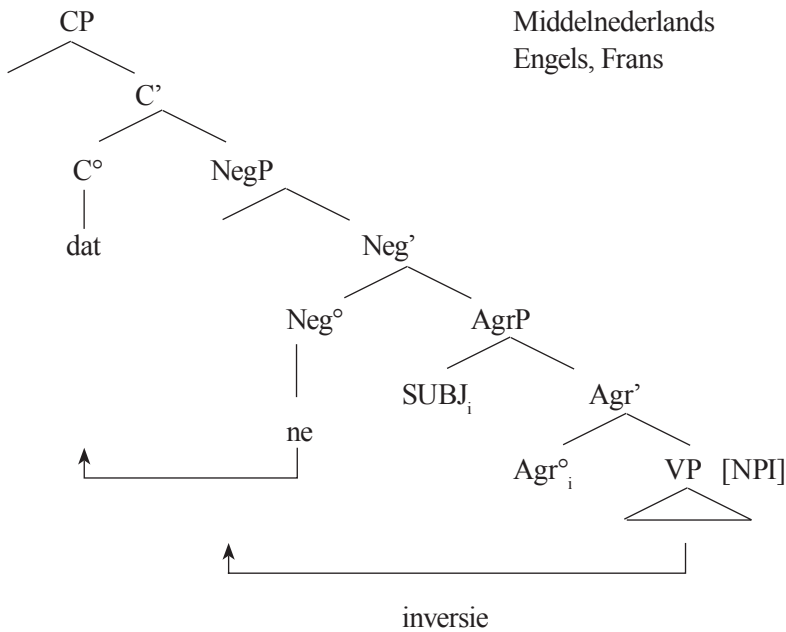 CP
Middelnederlands
Engels, Frans
C’
C° NegP
dat Neg’
Neg° AgrP
SUBJi Agr’
ne
Agr°i VP [NPI]
inversie